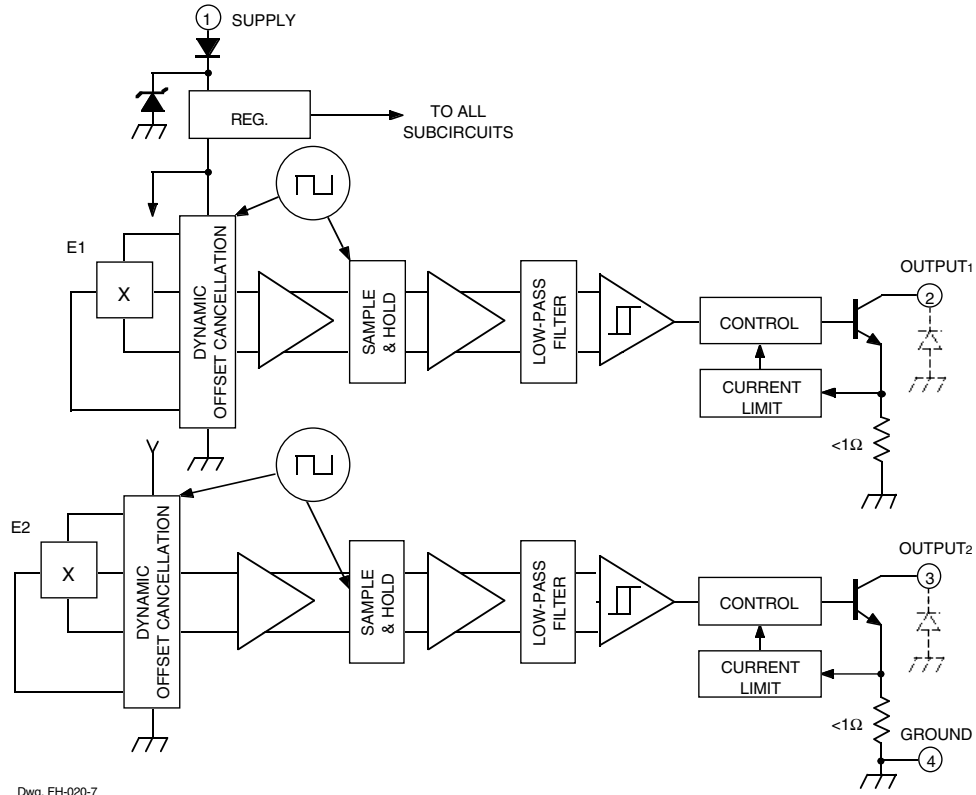 1 SUPPLY
REG.
TO ALL
SUBCIRCUITS
E1
X
DYNAMIC
OFFSET CANCELLATION
SAMPLE
& HOLD
LOW-PASS
FILTER
CONTROL
CURRENT
LIMIT
OUTPUT1
2
<1Ω
E2
X
DYNAMIC
OFFSET CANCELLATION
SAMPLE
& HOLD
LOW-PASS
FILTER
CONTROL
CURRENT
LIMIT
OUTPUT2
3
<1Ω
GROUND
4
Dwg. FH-020-7